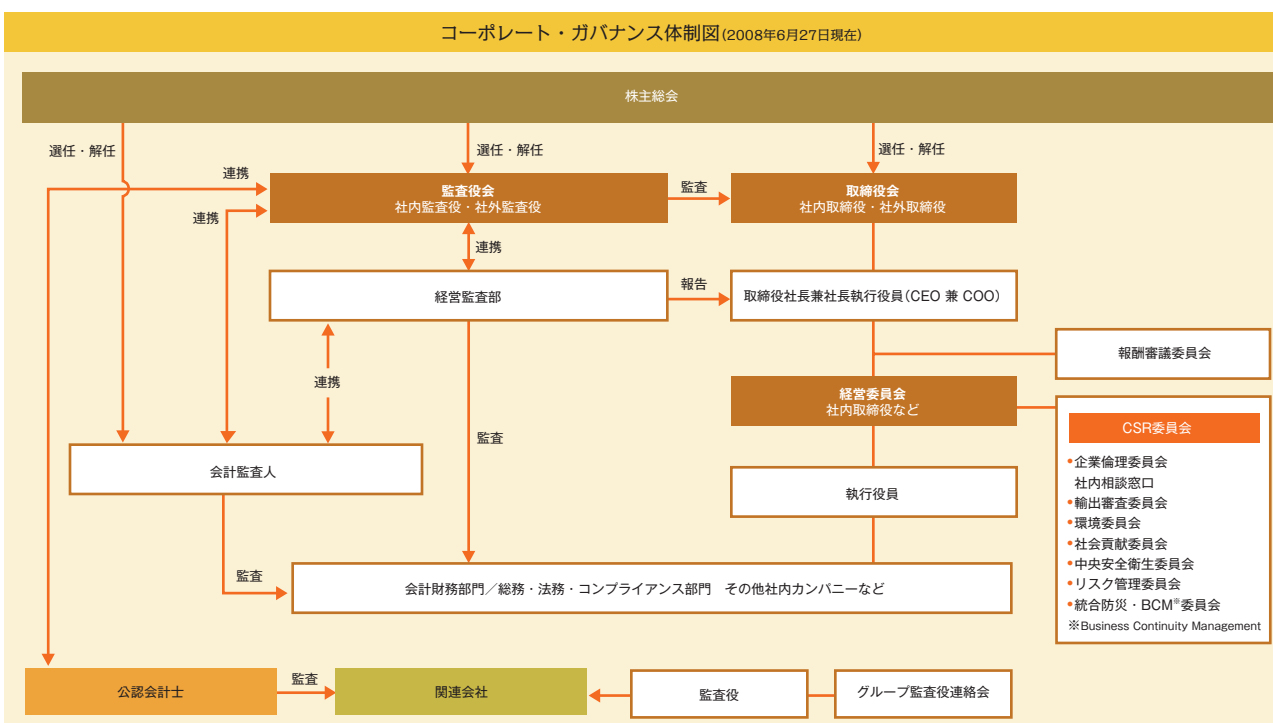 コーポレート・ガバナンス体制図(2008年6月27日現在)
株主総会
選任・解任
選任・解任
選任・解任
連携
監査役会
社内監査役・社外監査役
監査
取締役会
社内取締役・社外取締役
連携
連携
経営監査部
報告
取締役社長兼社長執行役員(CEO 兼 COO)
報酬審議委員会
連携
経営委員会
社内取締役など
監査
CSR委員会
•企業倫理委員会
社内相談窓口
•輸出審査委員会
•環境委員会
•社会貢献委員会
•中央安全衛生委員会
•リスク管理委員会
•統合防災・BCM※委員会
※Business Continuity Management
会計監査人
執行役員
監査
会計財務部門／総務・法務・コンプライアンス部門　その他社内カンパニーなど
公認会計士
監査
関連会社
監査役
グループ監査役連絡会